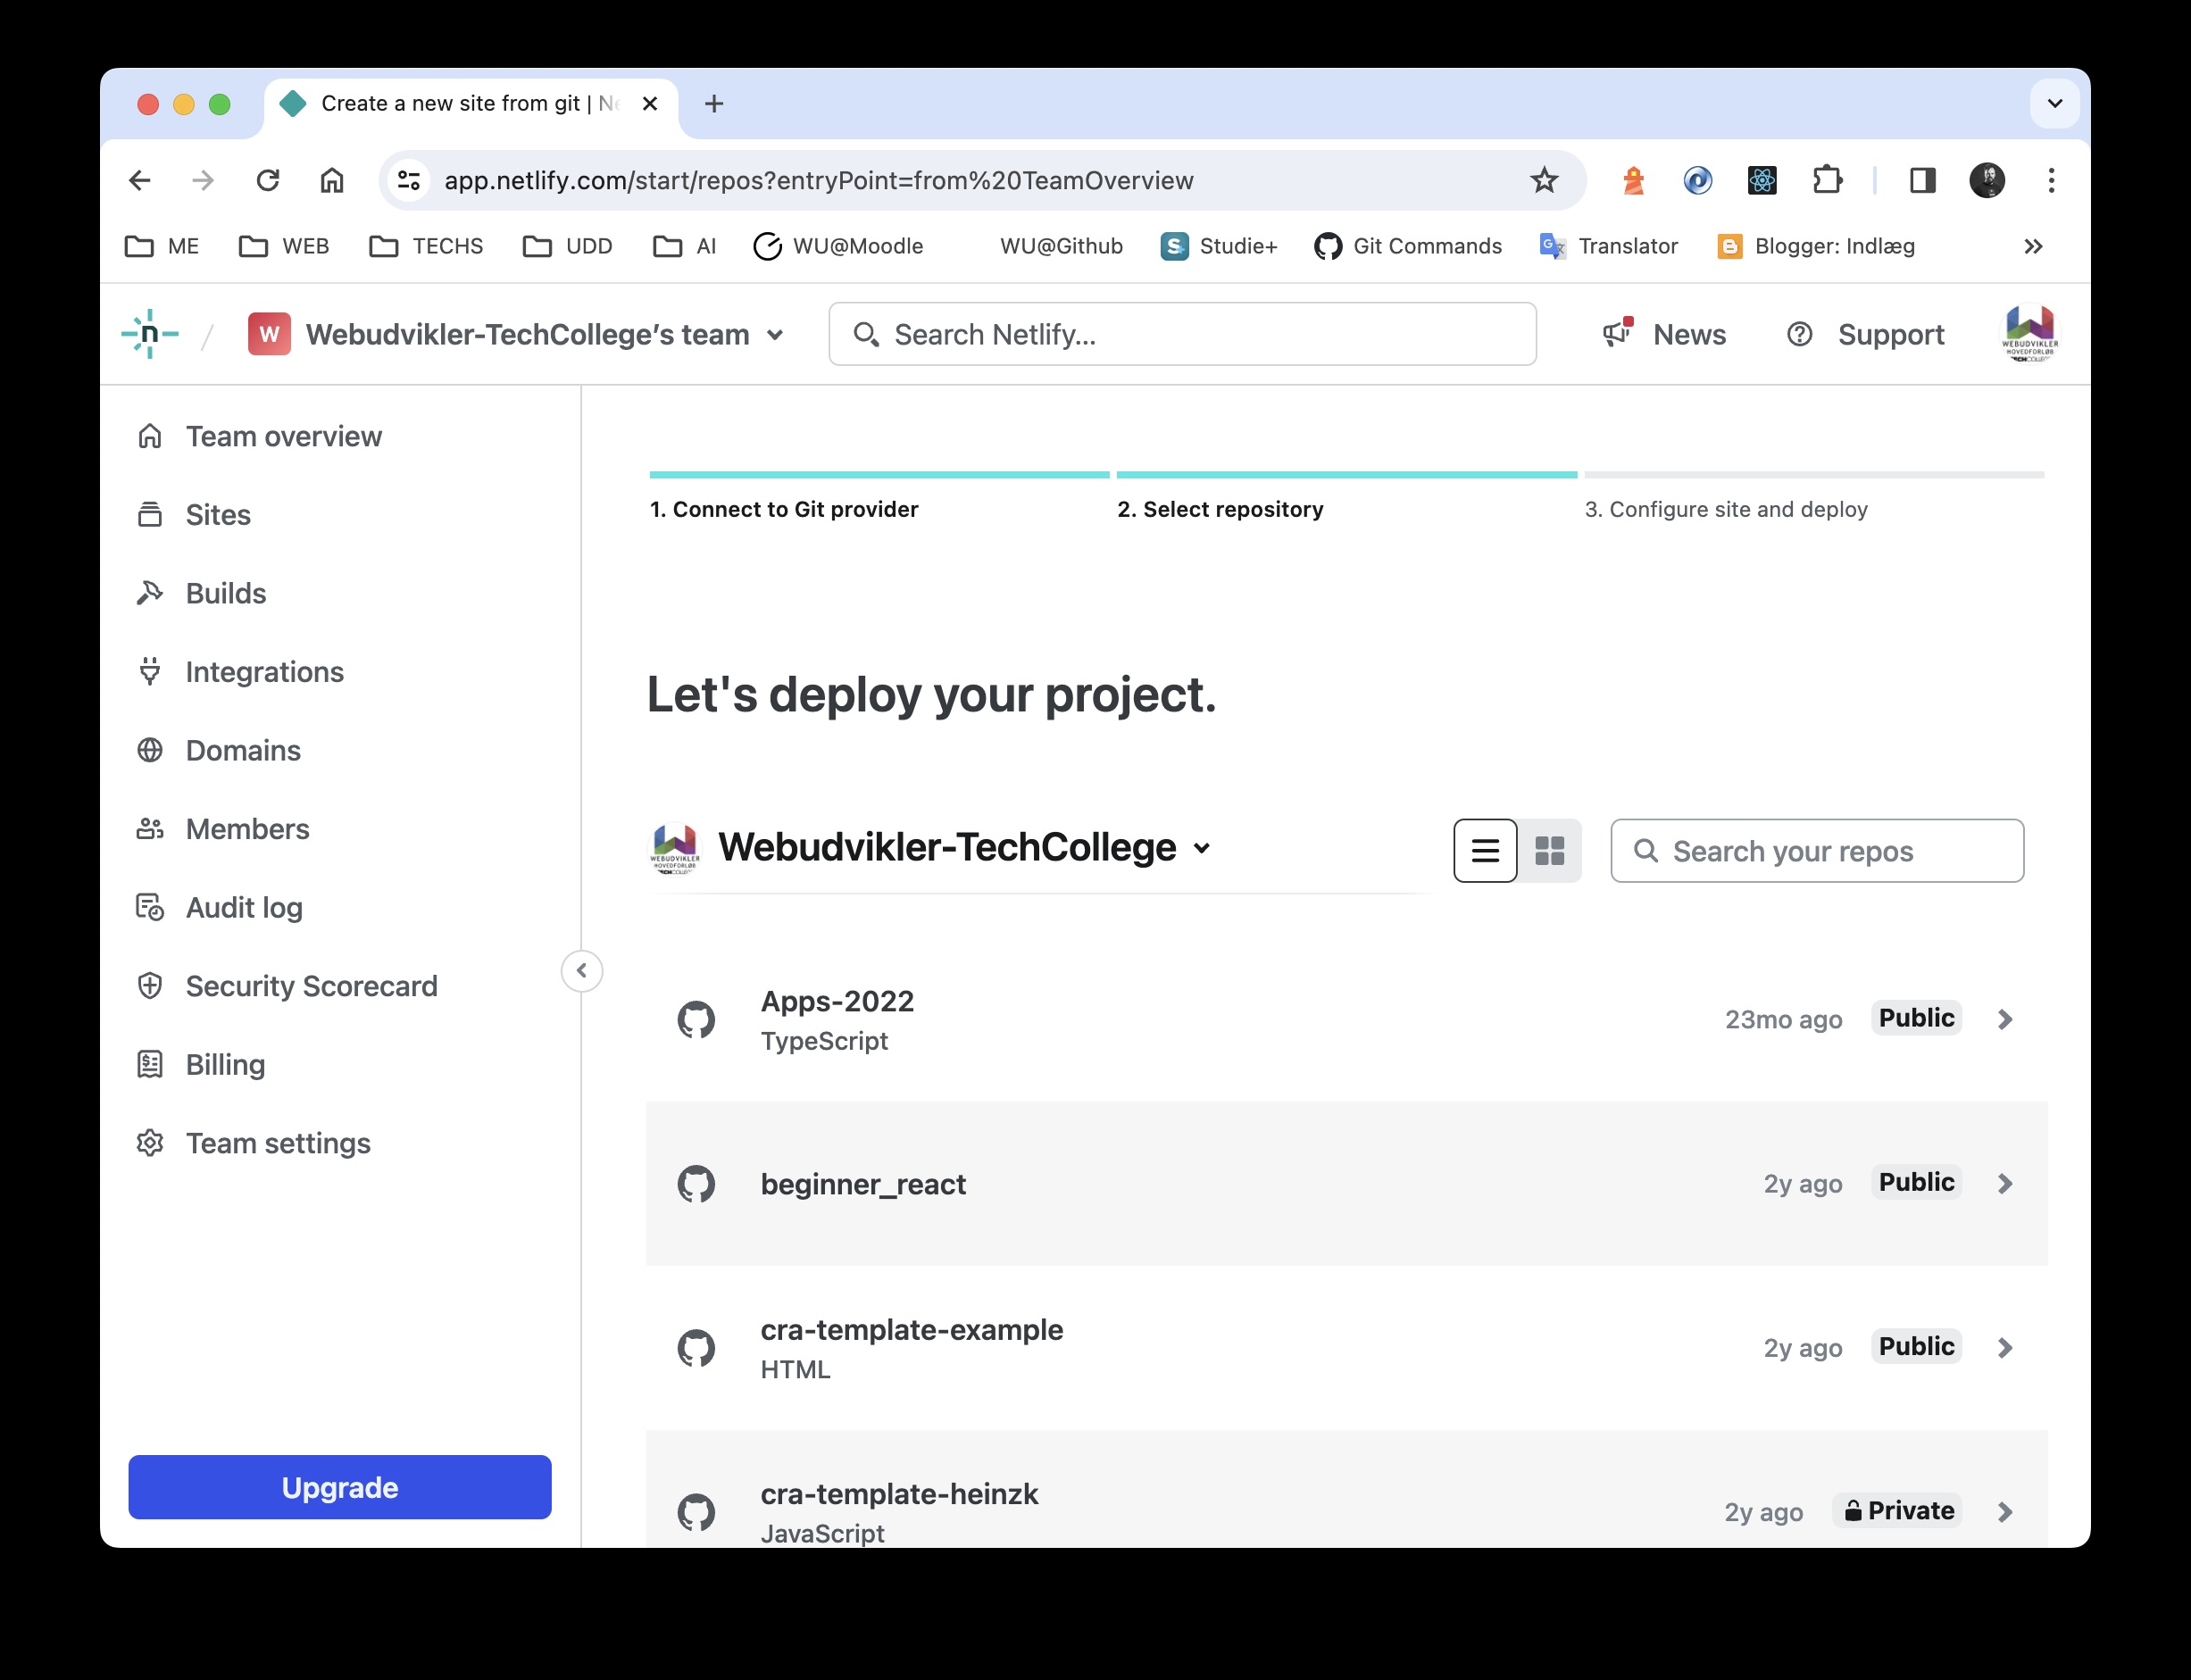 Create a new site from git | Ne
app.netlify.com/start/repos?entryPoint=from%20TeamOverview
ME WEB TECHS UDD AI WU@Moodle WU@Github Studie+ Git Commands Translator Blogger: Indlæg
n / W Webudvikler-TechCollege’s team Search Netlify... News Support
WEBUDVIKLER
HOVEDFORLØB
Team overview
Sites
Builds
Integrations
Domains
Members
Audit log
Security Scorecard
Billing
Team settings
Upgrade
1. Connect to Git provider 2. Select repository 3. Configure site and deploy
Let's deploy your project.
WEBUDVIKLER
HOVEDFORLØB
Webudvikler-TechCollege Search your repos
Apps-2022
TypeScript
23mo ago Public
beginner_react
2y ago Public
cra-template-example
HTML
2y ago Public
cra-template-heinzk
JavaScript
2y ago Private